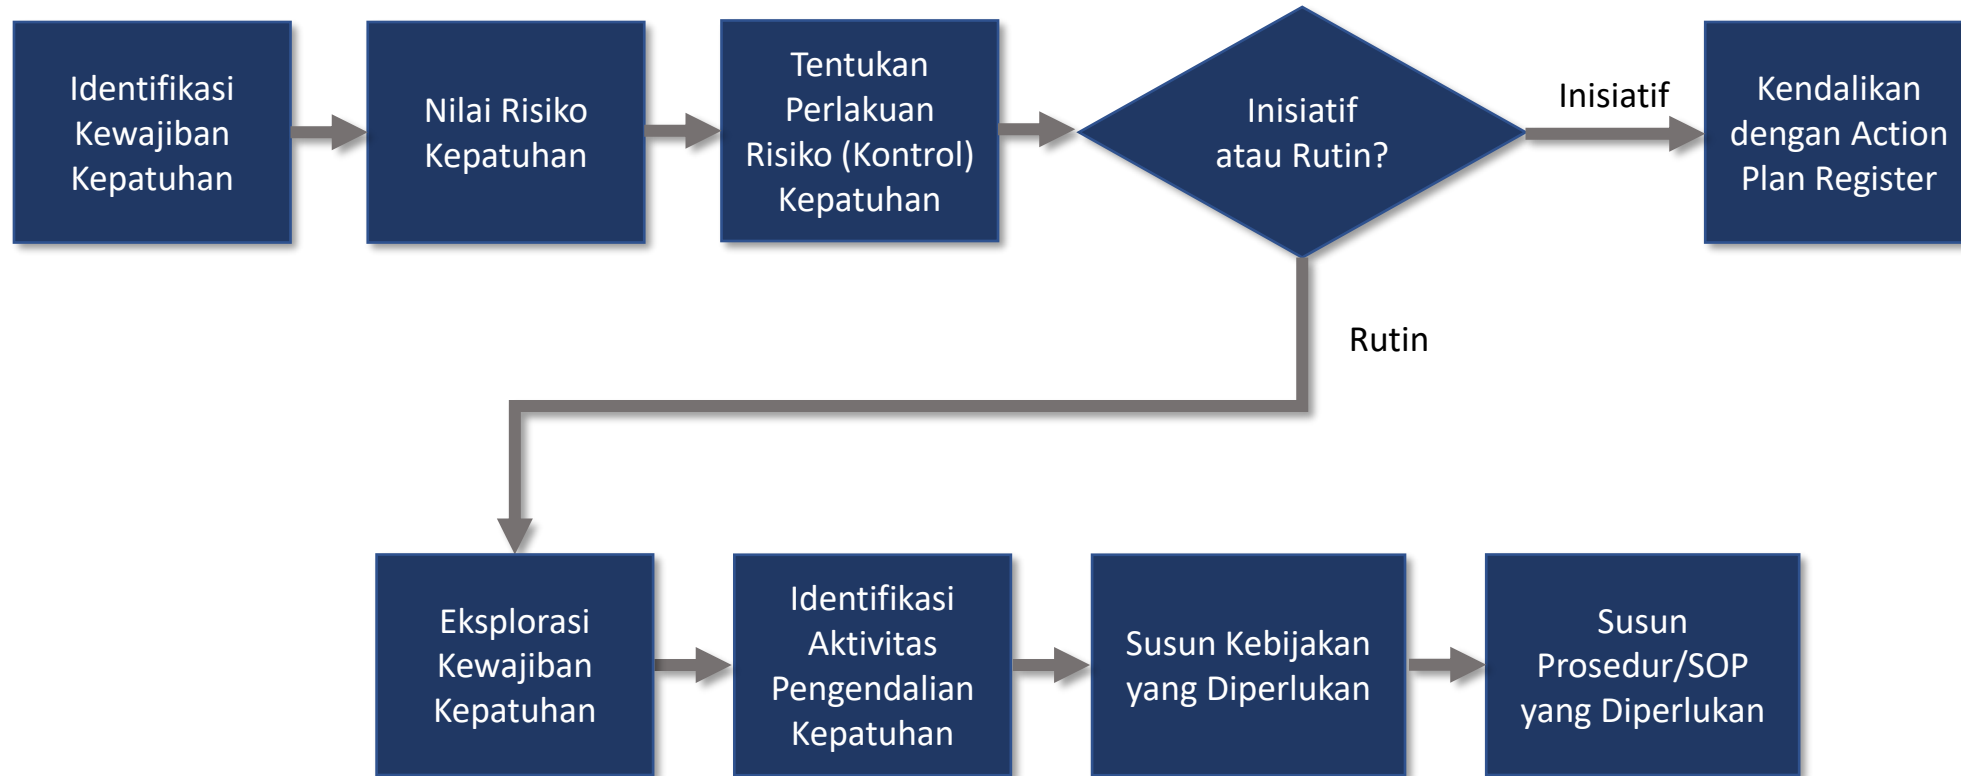 Identifikasi
Kewajiban
Kepatuhan
Nilai Risiko
Kepatuhan
Tentukan
Perlakuan
Risiko (Kontrol)
Kepatuhan
Inisiatif
atau Rutin?
Inisiatif
Kendalikan
dengan Action
Plan Register
Rutin
Eksplorasi
Kewajiban
Kepatuhan
Identifikasi
Aktivitas
Pengendalian
Kepatuhan
Susun Kebijakan
yang Diperlukan
Susun
Prosedur/SOP
yang Diperlukan